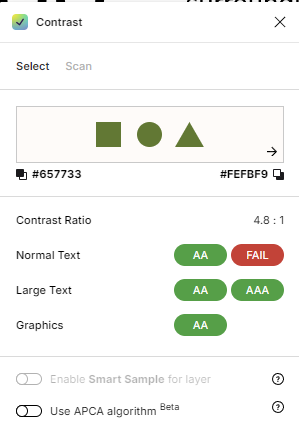 Contrast
Select Scan
#657733 #FEFBF9
Contrast Ratio 4.8 : 1
Normal Text AA FAIL
Large Text AA AAA
Graphics AA
Enable Smart Sample for layer
Use APCA algorithm Beta